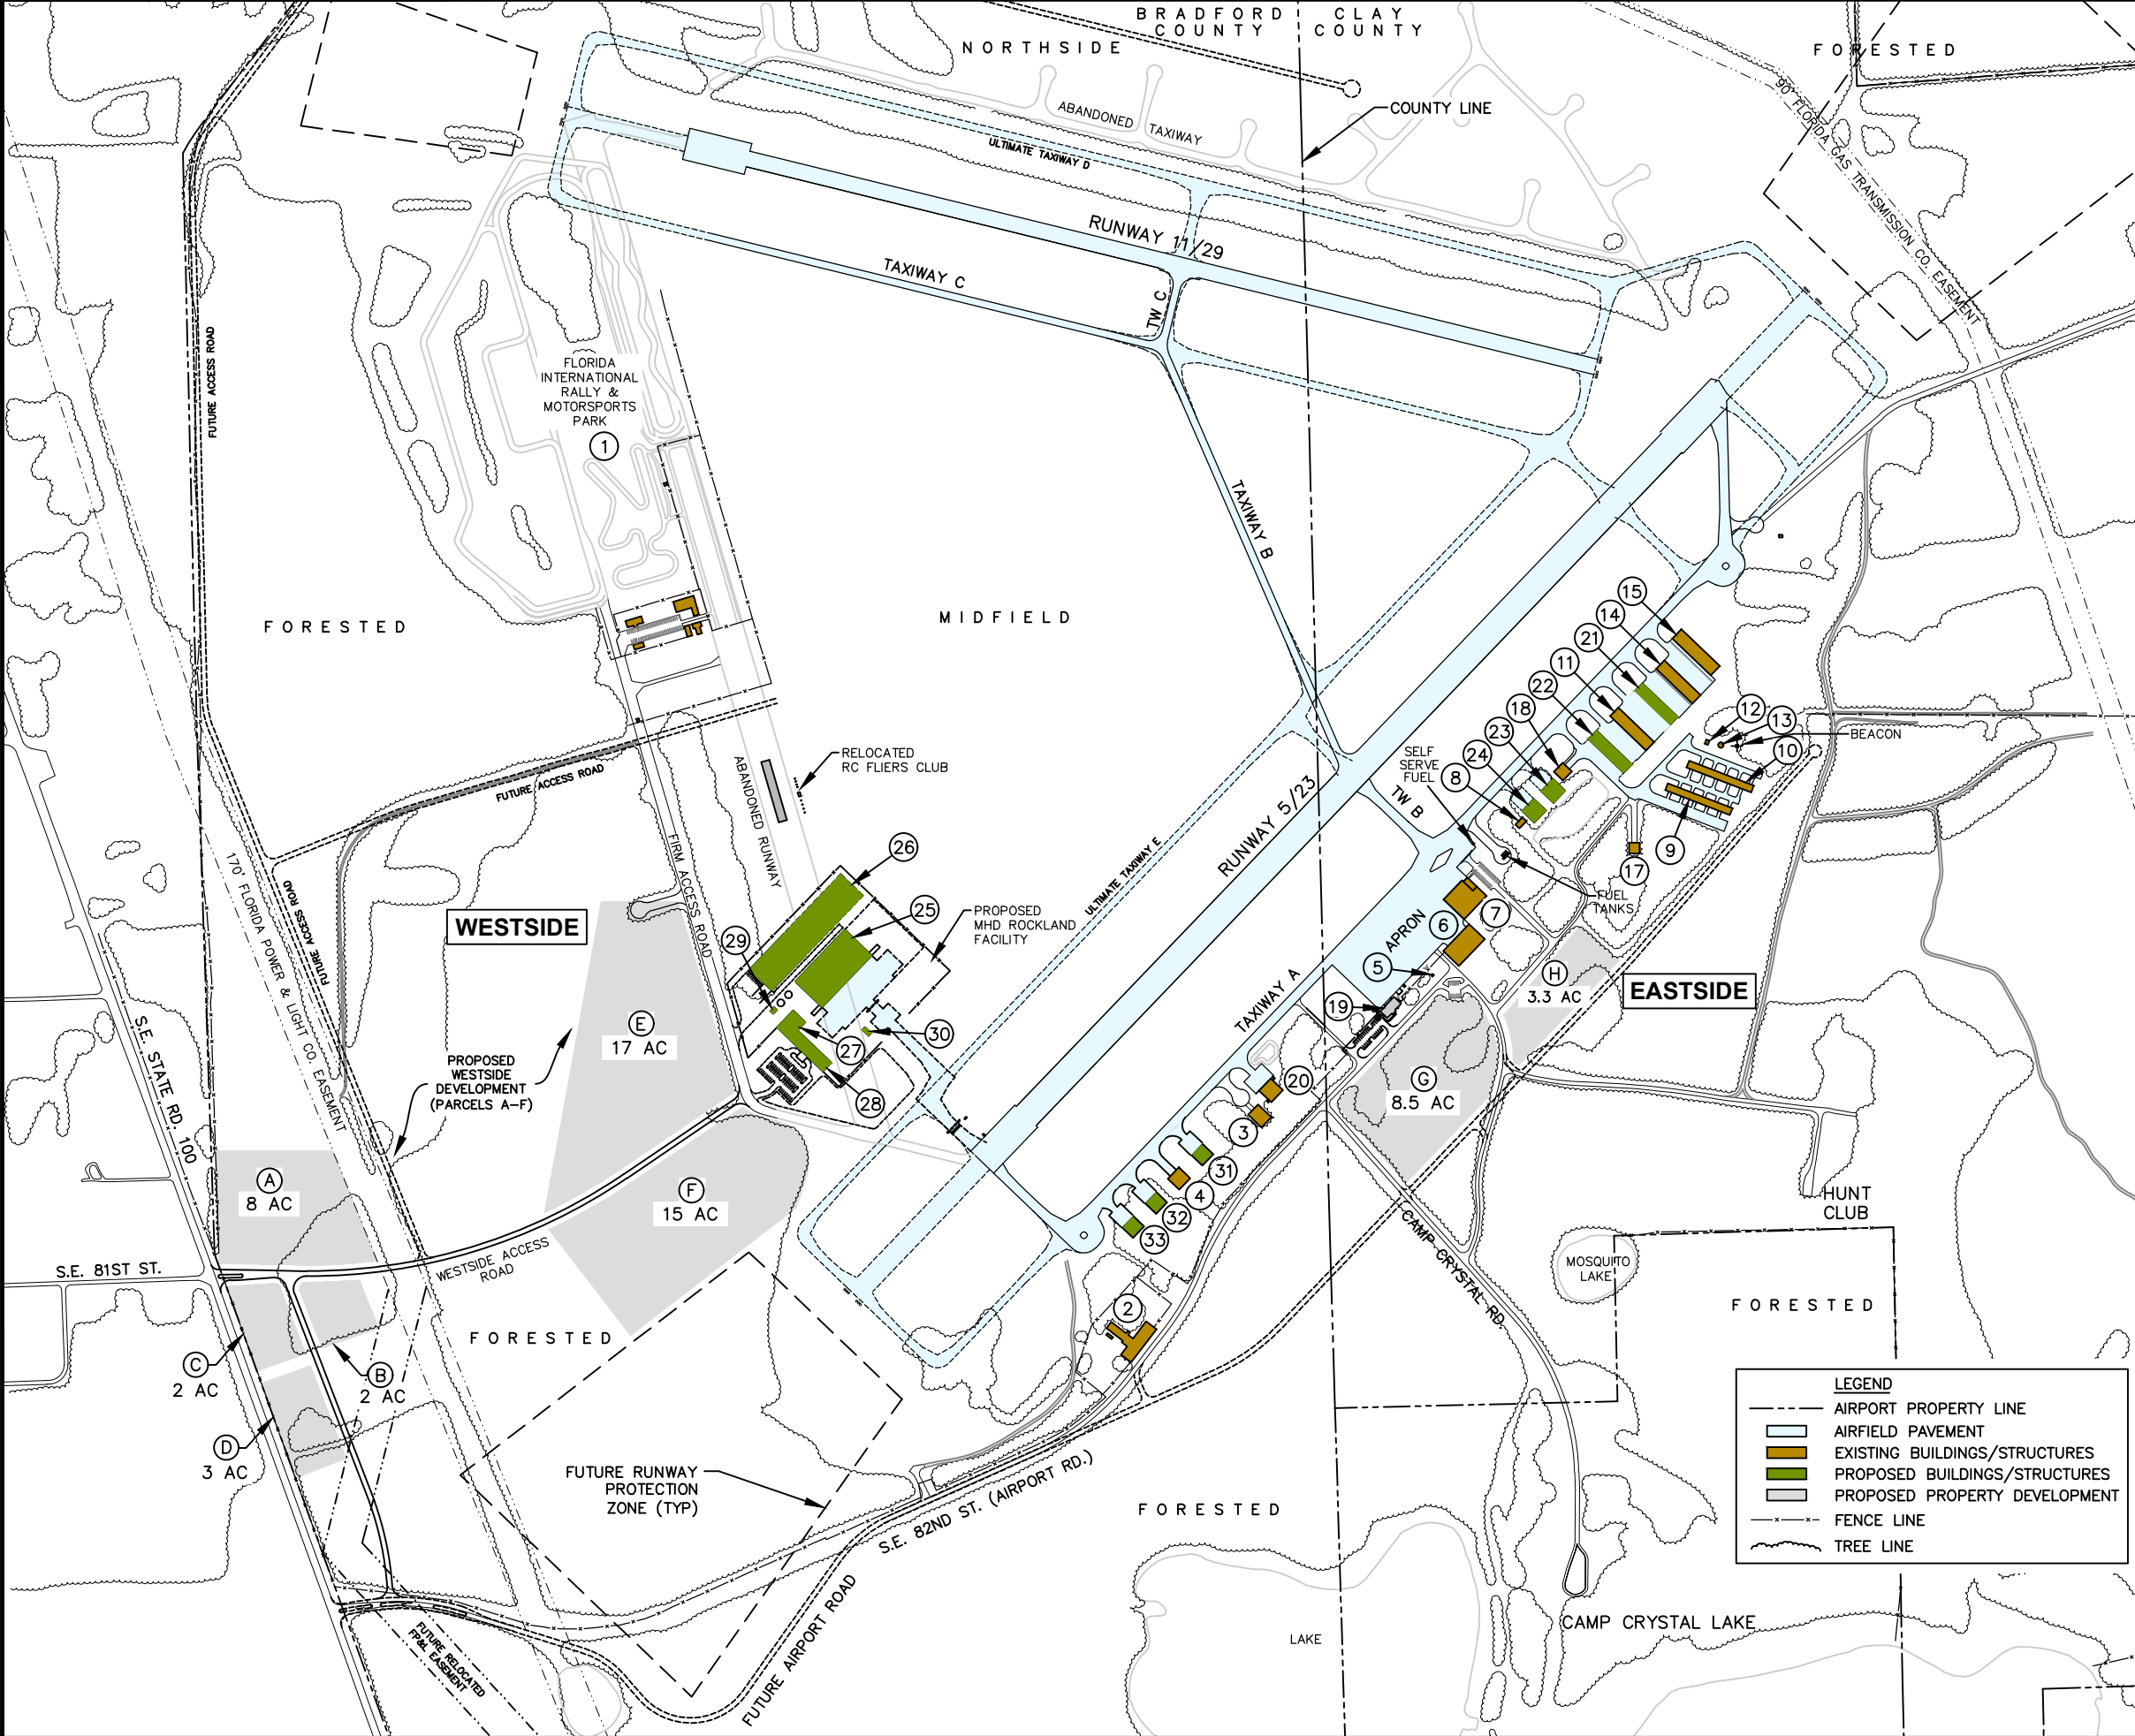 BRADFORD COUNTY
CLAY COUNTY
NORTHSIDE
FORESTED
COUNTY LINE
ABANDONED TAXIWAY
ULTIMATE TAXIWAY D
90' FLORIDA GAS TRANSMISSION CO. EASEMENT
RUNWAY 11/29
TAXIWAY C
TW C
FUTURE ACCESS ROAD
FLORIDA
INTERNATIONAL
RALLY &
MOTORSPORTS
PARK
1
TAXIWAY B
FORESTED
MIDFIELD
15
14
21
11
22
18
23
24
8
12
13
10
BEACON
SELF
SERVE
FUEL
TW B
RELOCATED
RC FLIERS CLUB
FUTURE ACCESS ROAD
ABANDONED RUNWAY
FIRM ACCESS ROAD
RUNWAY 5/23
ULTIMATE TAXIWAY E
9
17
FUEL
TANKS
26
25
PROPOSED
MHD ROCKLAND
FACILITY
29
30
27
28
WESTSIDE
FUTURE ACCESS ROAD
FUTURE ACCESS ROAD
170' FLORIDA POWER & LIGHT CO. EASEMENT
APRON
6
7
5
19
H
3.3 AC
EASTSIDE
TAXIWAY A
E
17 AC
PROPOSED
WESTSIDE
DEVELOPMENT
(PARCELS A-F)
G
8.5 AC
20
3
31
4
32
33
S.E. STATE RD. 100
A
8 AC
F
15 AC
WESTSIDE ACCESS
ROAD
S.E. 81ST ST.
CAMP CRYSTAL RD.
HUNT
CLUB
MOSQUITO
LAKE
FORESTED
FORESTED
2
C
2 AC
B
2 AC
D
3 AC
FUTURE RUNWAY
PROTECTION
ZONE (TYP)
S.E. 82ND ST. (AIRPORT RD.)
FORESTED
FUTURE AIRPORT ROAD
FUTURE RELOCATED
FP&L EASEMENT
LAKE
CAMP CRYSTAL LAKE
LEGEND
AIRPORT PROPERTY LINE
AIRFIELD PAVEMENT
EXISTING BUILDINGS/STRUCTURES
PROPOSED BUILDINGS/STRUCTURES
PROPOSED PROPERTY DEVELOPMENT
FENCE LINE
TREE LINE